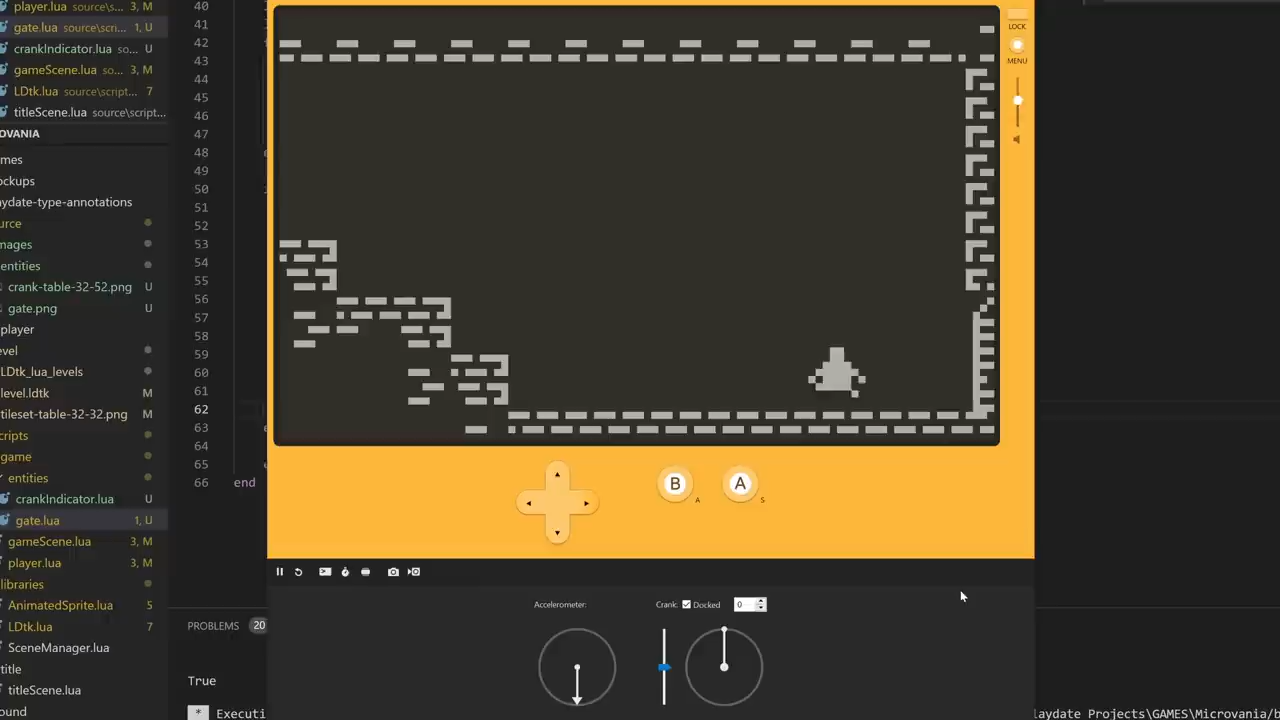 player.lua source\s... 3, M
gate.lua source\scri... 1, U
crankIndicator.lua so... U
gameScene.lua so... 3, M
LDtk.lua source\script... 7
titleScene.lua source\script...
OVANIA
mes
ockups
aydate-type-annotations
urce
mages
entities
crank-table-32-52.png U
gate.png U
player
evel
LDtk_lua_levels
level.ldtk M
tileset-table-32-32.png M
cripts
game
entities
crankIndicator.lua U
gate.lua 1, U
gameScene.lua 3, M
player.lua 3, M
libraries
AnimatedSprite.lua 5
LDtk.lua 7
SceneManager.lua
title
titleScene.lua
ound
40
41
42
43
44
45
46
47
48
49
50
51
52
53
54
55
56
57
58
59
60
61
62
63
64
65
66 end
LOCK
MENU
B
A
A
S
Accelerometer:
Crank: Docked 0
PROBLEMS 20
True
* Executi
laydate Projects\GAMES\Microvania/b